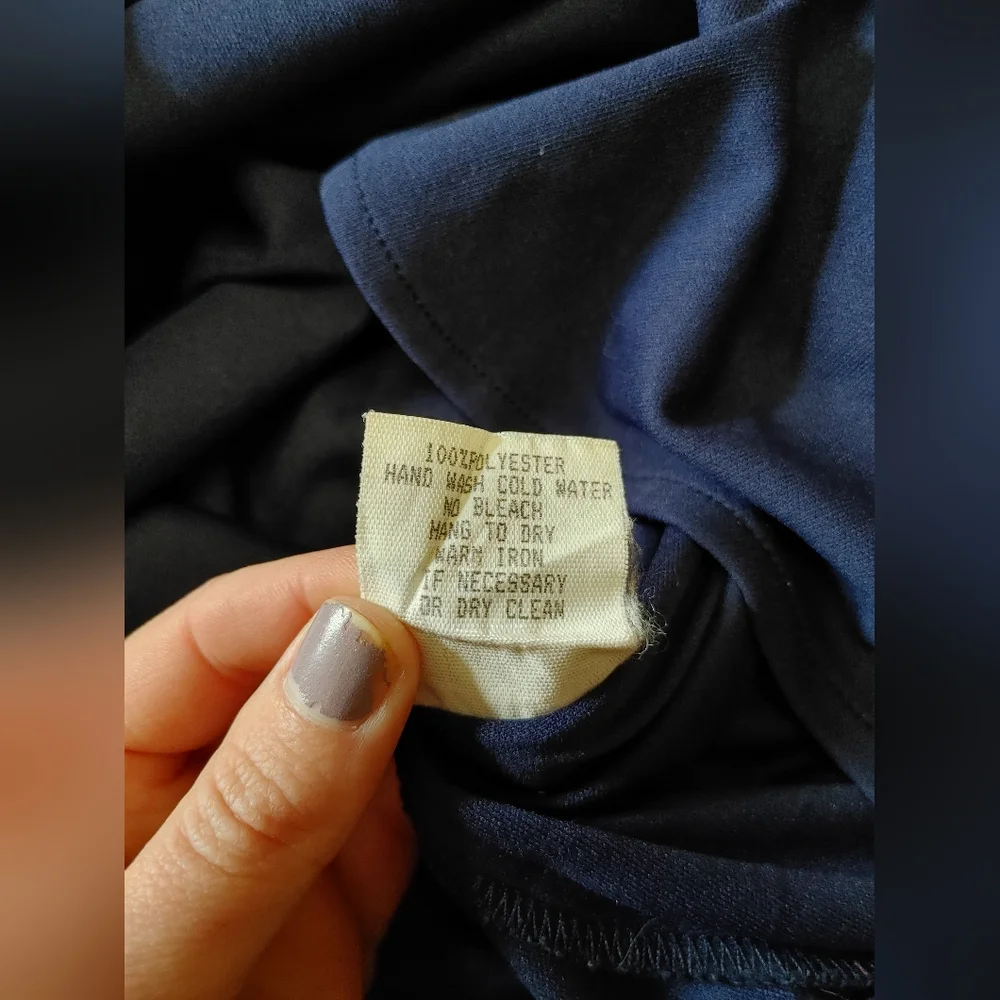 100%POLYESTER
HAND WASH COLD WATER
NO BLEACH
HANG TO DRY
WARM IRON
IF NECESSARY
OR DRY CLEAN